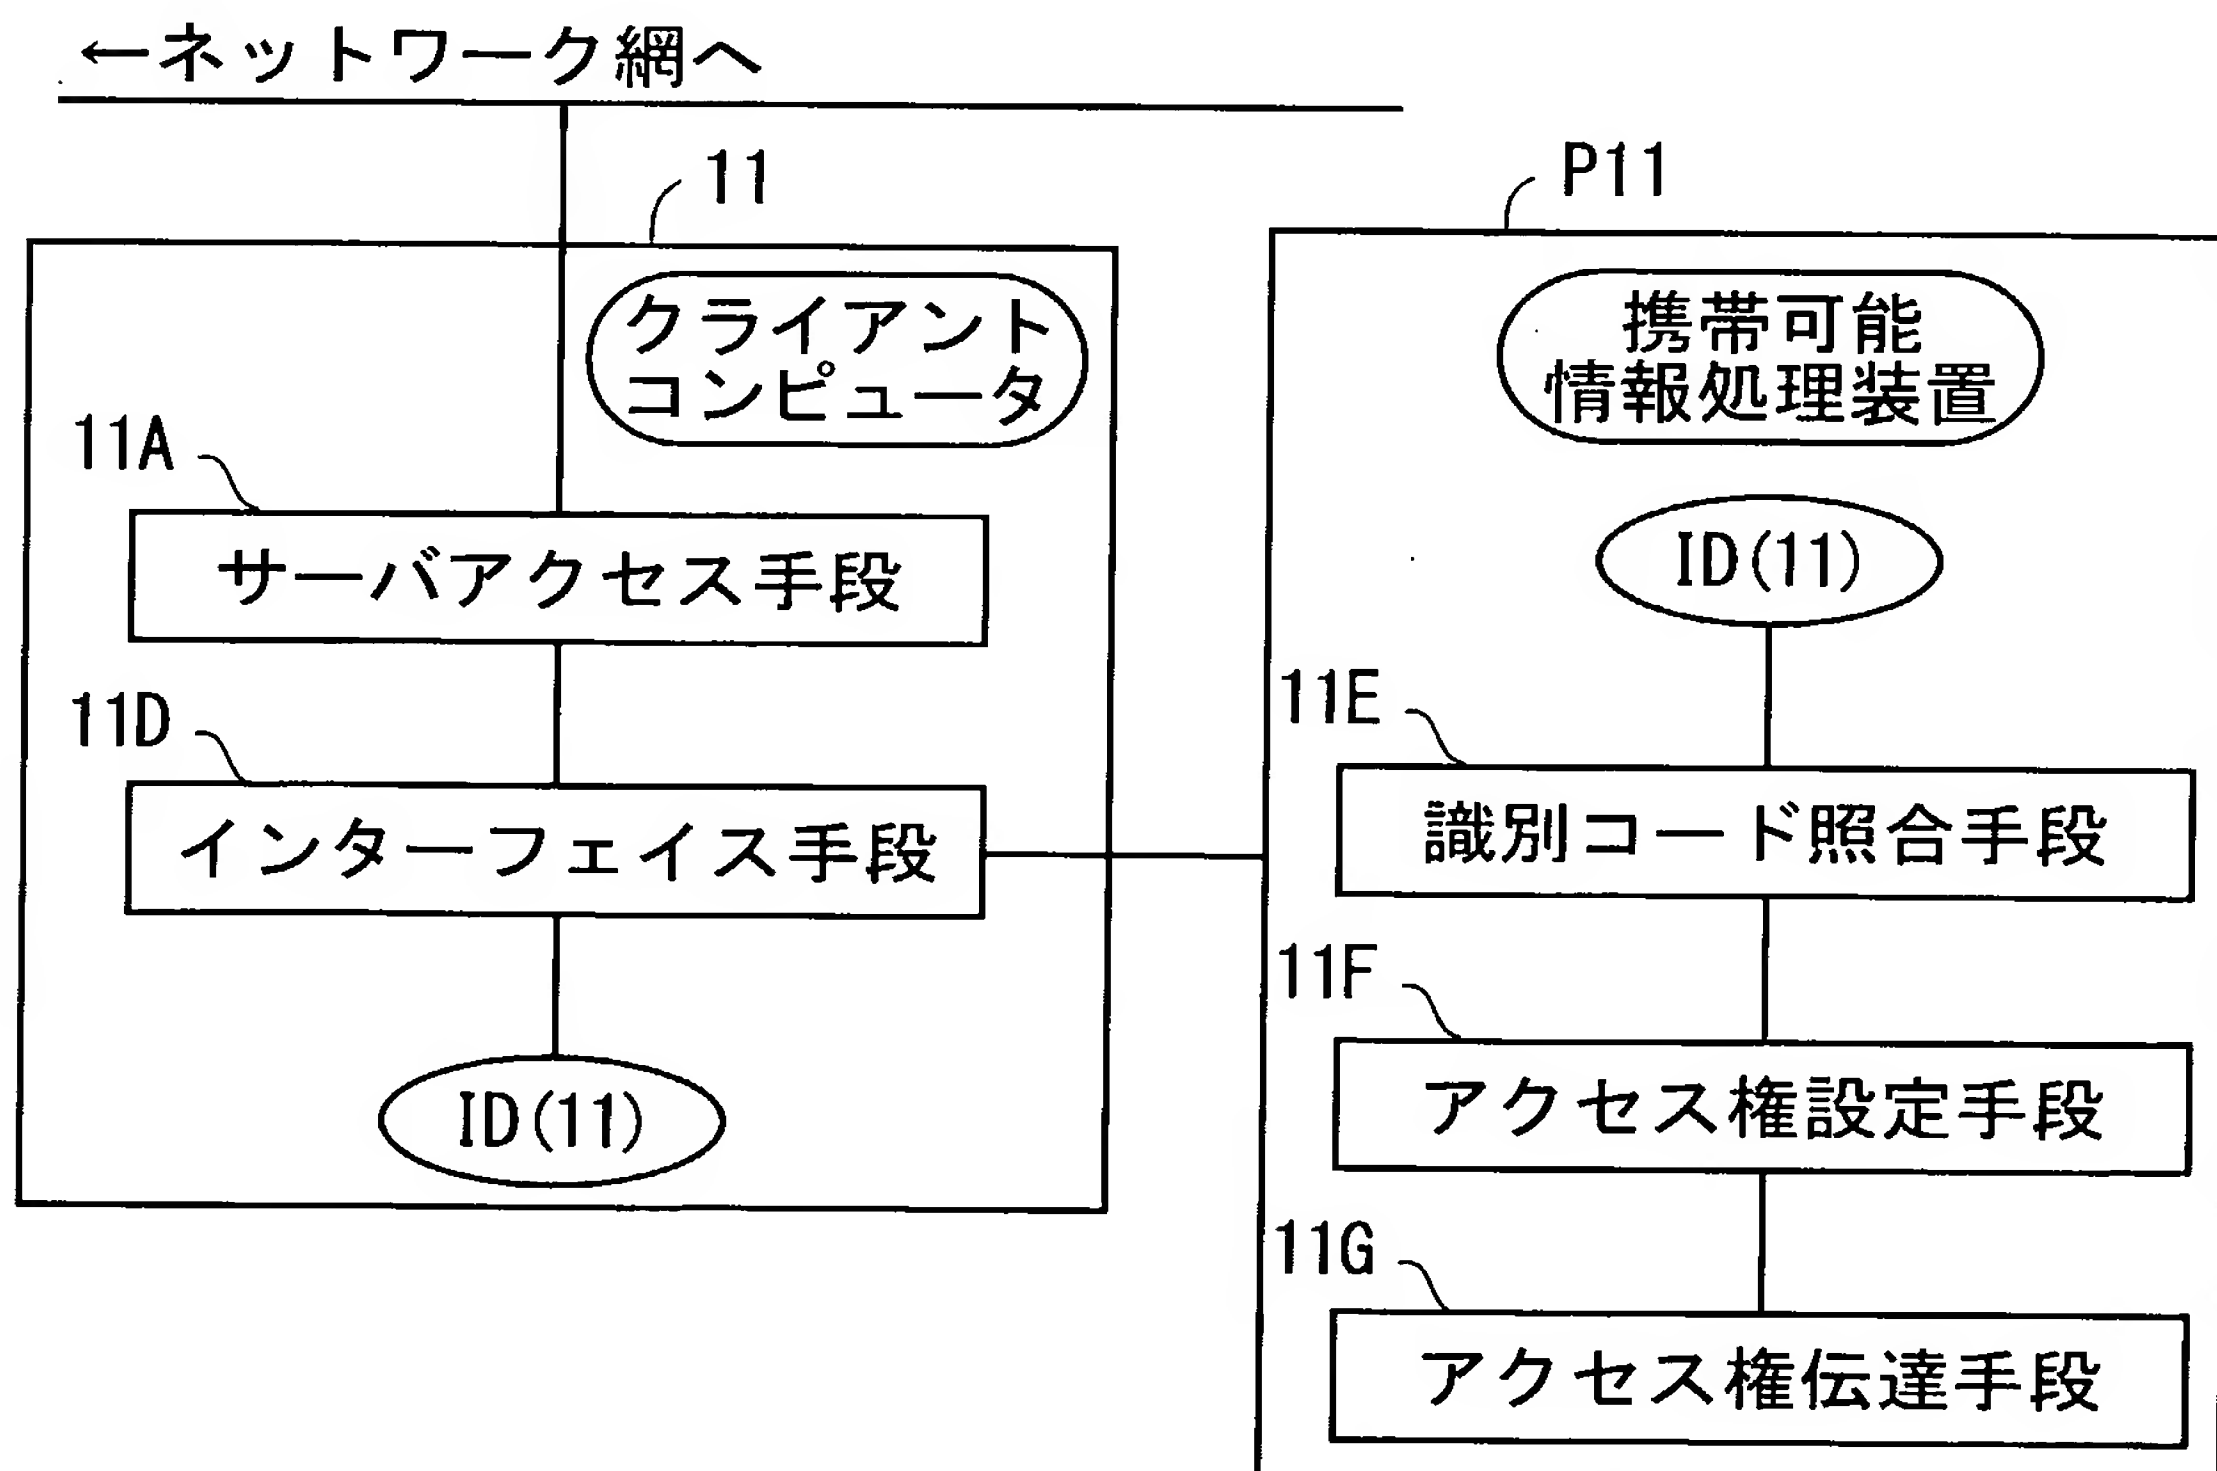 ←ネットワーク網へ
11
クライアント
コンピュータ
11A
サーバアクセス手段
11D
インターフェイス手段
ID(11)
P11
携帯可能
情報処理装置
ID(11)
11E
識別コード照合手段
11F
アクセス権設定手段
11G
アクセス権伝達手段